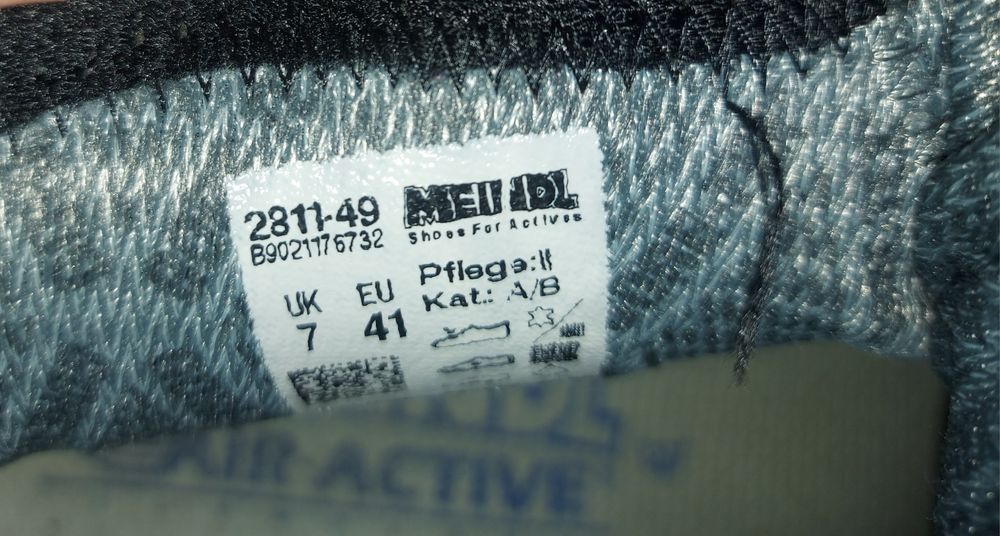 2811-49
B9021176732
MEINDL
Shoes For Actives
UK EU
7 41
Pflege: II
Kat.: A/B
AIR ACTIVE